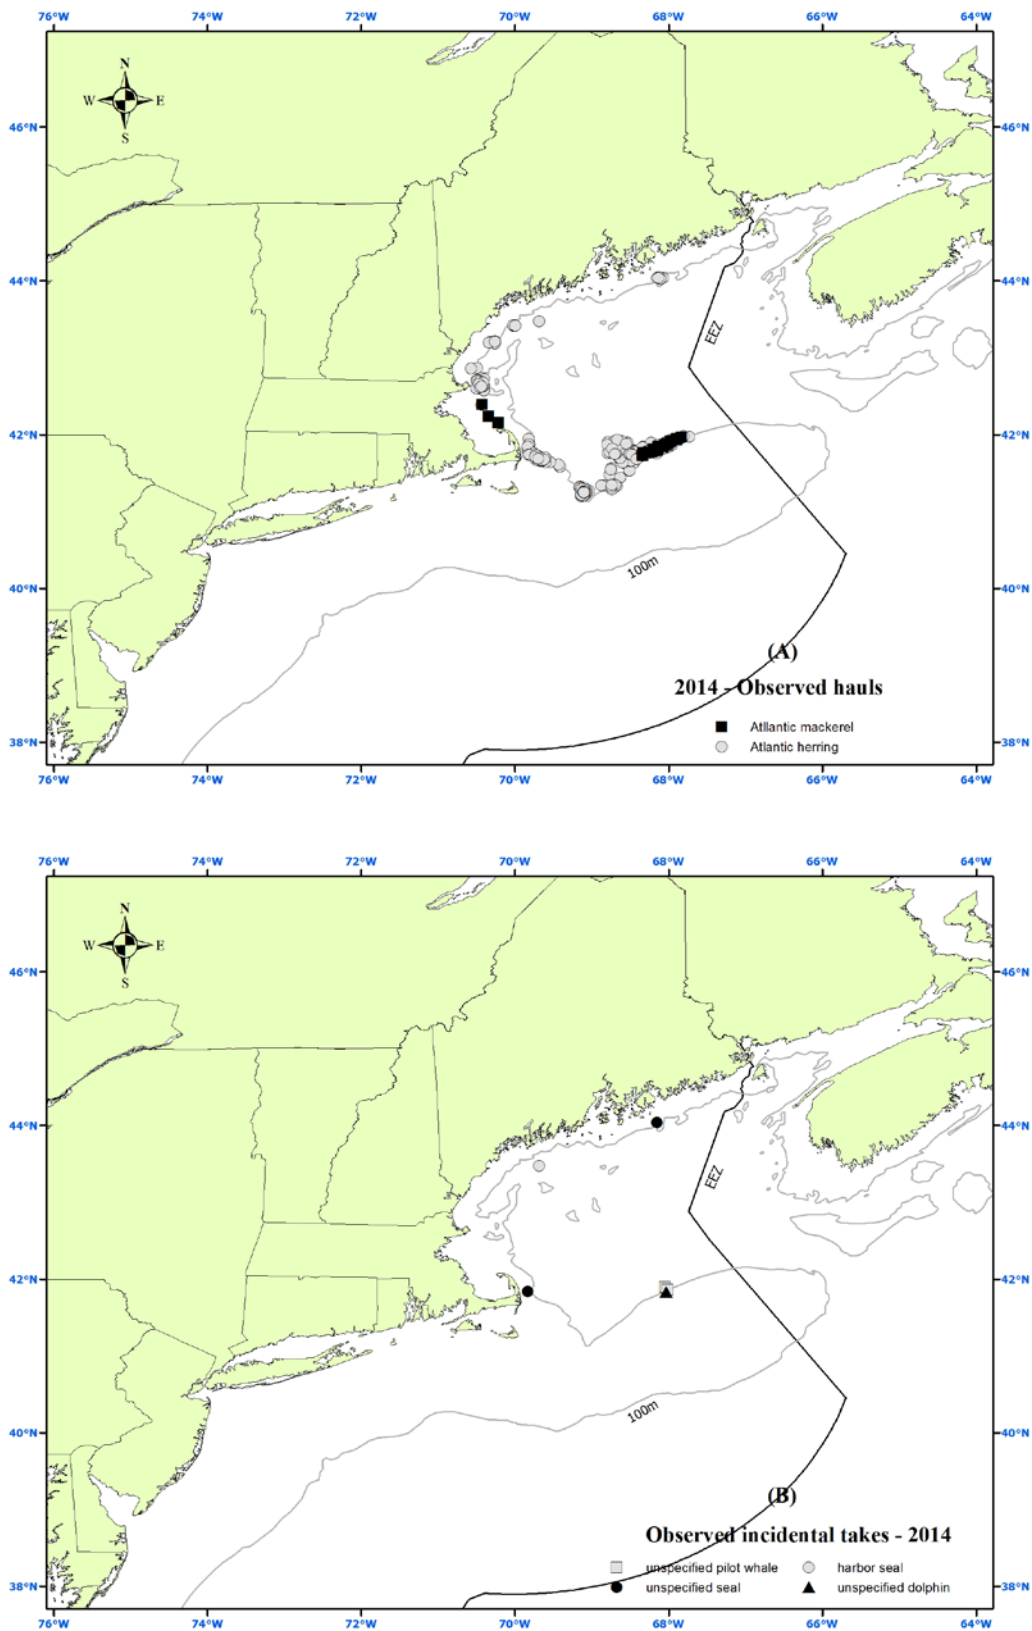 76°W 74°W 72°W 70°W 68°W 66°W 64°W
N
W E
S
46°N 46°N
44°N 44°N
EEZ
42°N 42°N
100m
40°N 40°N
(A)
2014 - Observed hauls
Atllantic mackerel
Atlantic herring
38°N 38°N
76°W 74°W 72°W 70°W 68°W 66°W 64°W
76°W 74°W 72°W 70°W 68°W 66°W 64°W
N
W E
S
46°N 46°N
44°N 44°N
EEZ
42°N 42°N
100m
40°N 40°N
(B)
Observed incidental takes - 2014
unspecified pilot whale harbor seal
unspecified seal unspecified dolphin
38°N 38°N
76°W 74°W 72°W 70°W 68°W 66°W 64°W